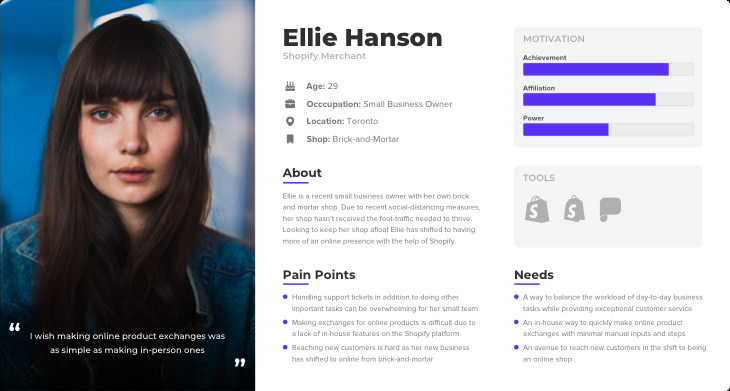 Ellie Hanson
Shopify Merchant
Age: 29
Occcupation: Small Business Owner
Location: Toronto
Shop: Brick-and-Mortar
About
Ellie is a recent small business owner with her own brick
and mortar shop. Due to recent social-distancing measures,
her shop hasn't received the foot-traffic needed to thrive.
Looking to keep her shop afloat Ellie has shifted to having
more of an online presence with the help of Shopify.
Pain Points
Handling support tickets in addition to doing other
important tasks can be overwhelming for her small team
Making exchanges for online products is difficult due to
a lack of in-house features on the Shopify platform
Reaching new customers is hard as her new business
has shifted to online from brick-and-mortar
MOTIVATION
Achievement
Affiliation
Power
TOOLS
Needs
A way to balance the workload of day-to-day business
tasks while providing exceptional customer service
An in-house way to quickly make online product
exchanges with minimal manual inputs and steps
An avenue to reach new customers in the shift to being
an online shop
“
I wish making online product exchanges was
as simple as making in-person ones
”